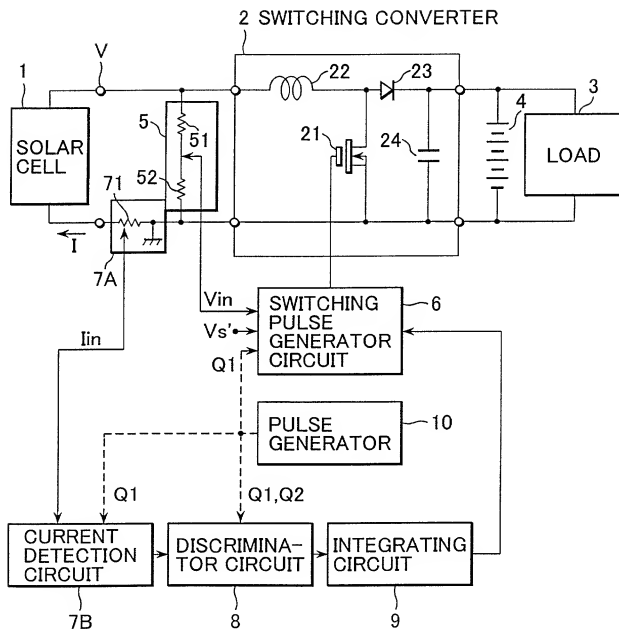 2 SWITCHING CONVERTER
V
1
22
23
3
5
4
51
21
24
SOLAR
CELL
LOAD
52
71
I
7A
Vin
SWITCHING
PULSE
GENERATOR
CIRCUIT
6
Vs'
Iin
Q1
PULSE
GENERATOR
10
Q1
Q1,Q2
CURRENT
DETECTION
CIRCUIT
DISCRIMINA-
TOR CIRCUIT
INTEGRATING
CIRCUIT
7B
8
9